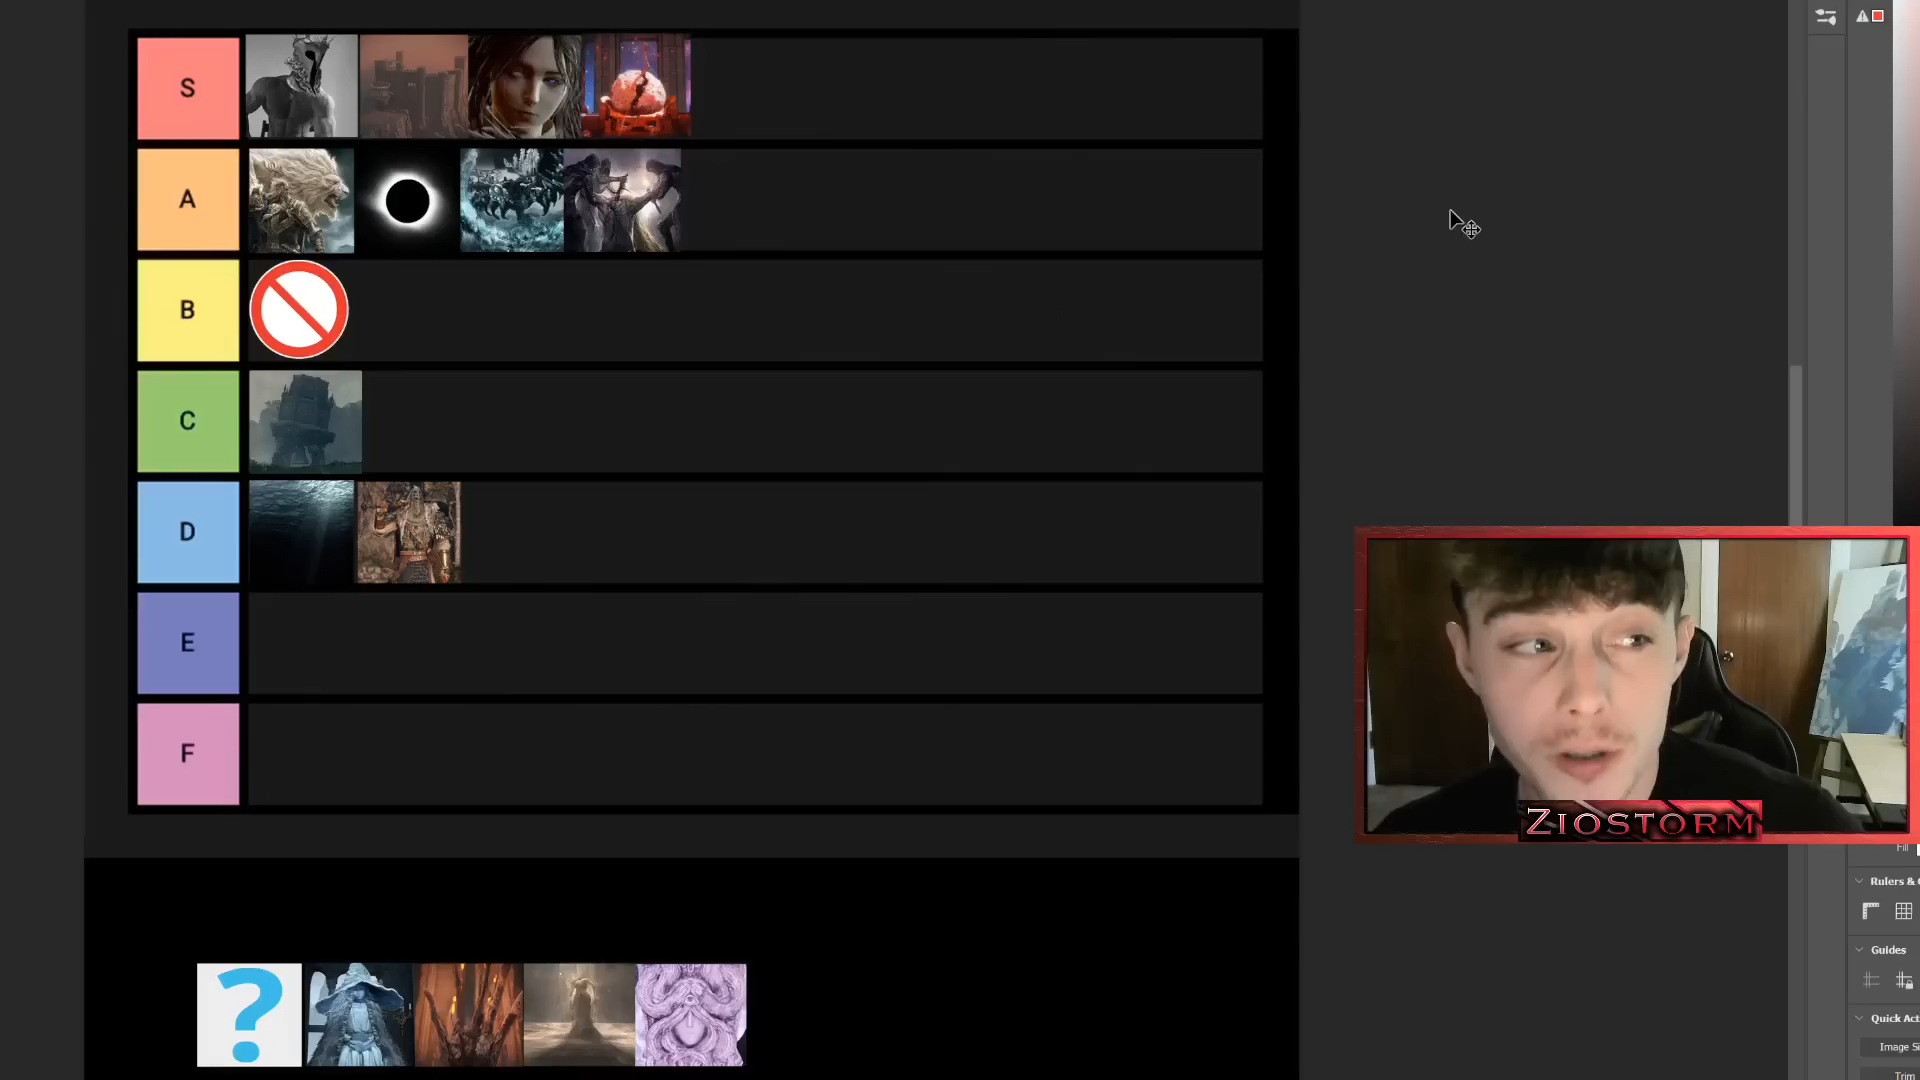 S
A
B
C
D
E
F
ZIOSTORM
Fill
Rulers &
Guides
Quick Act
Image Si
Trim
?